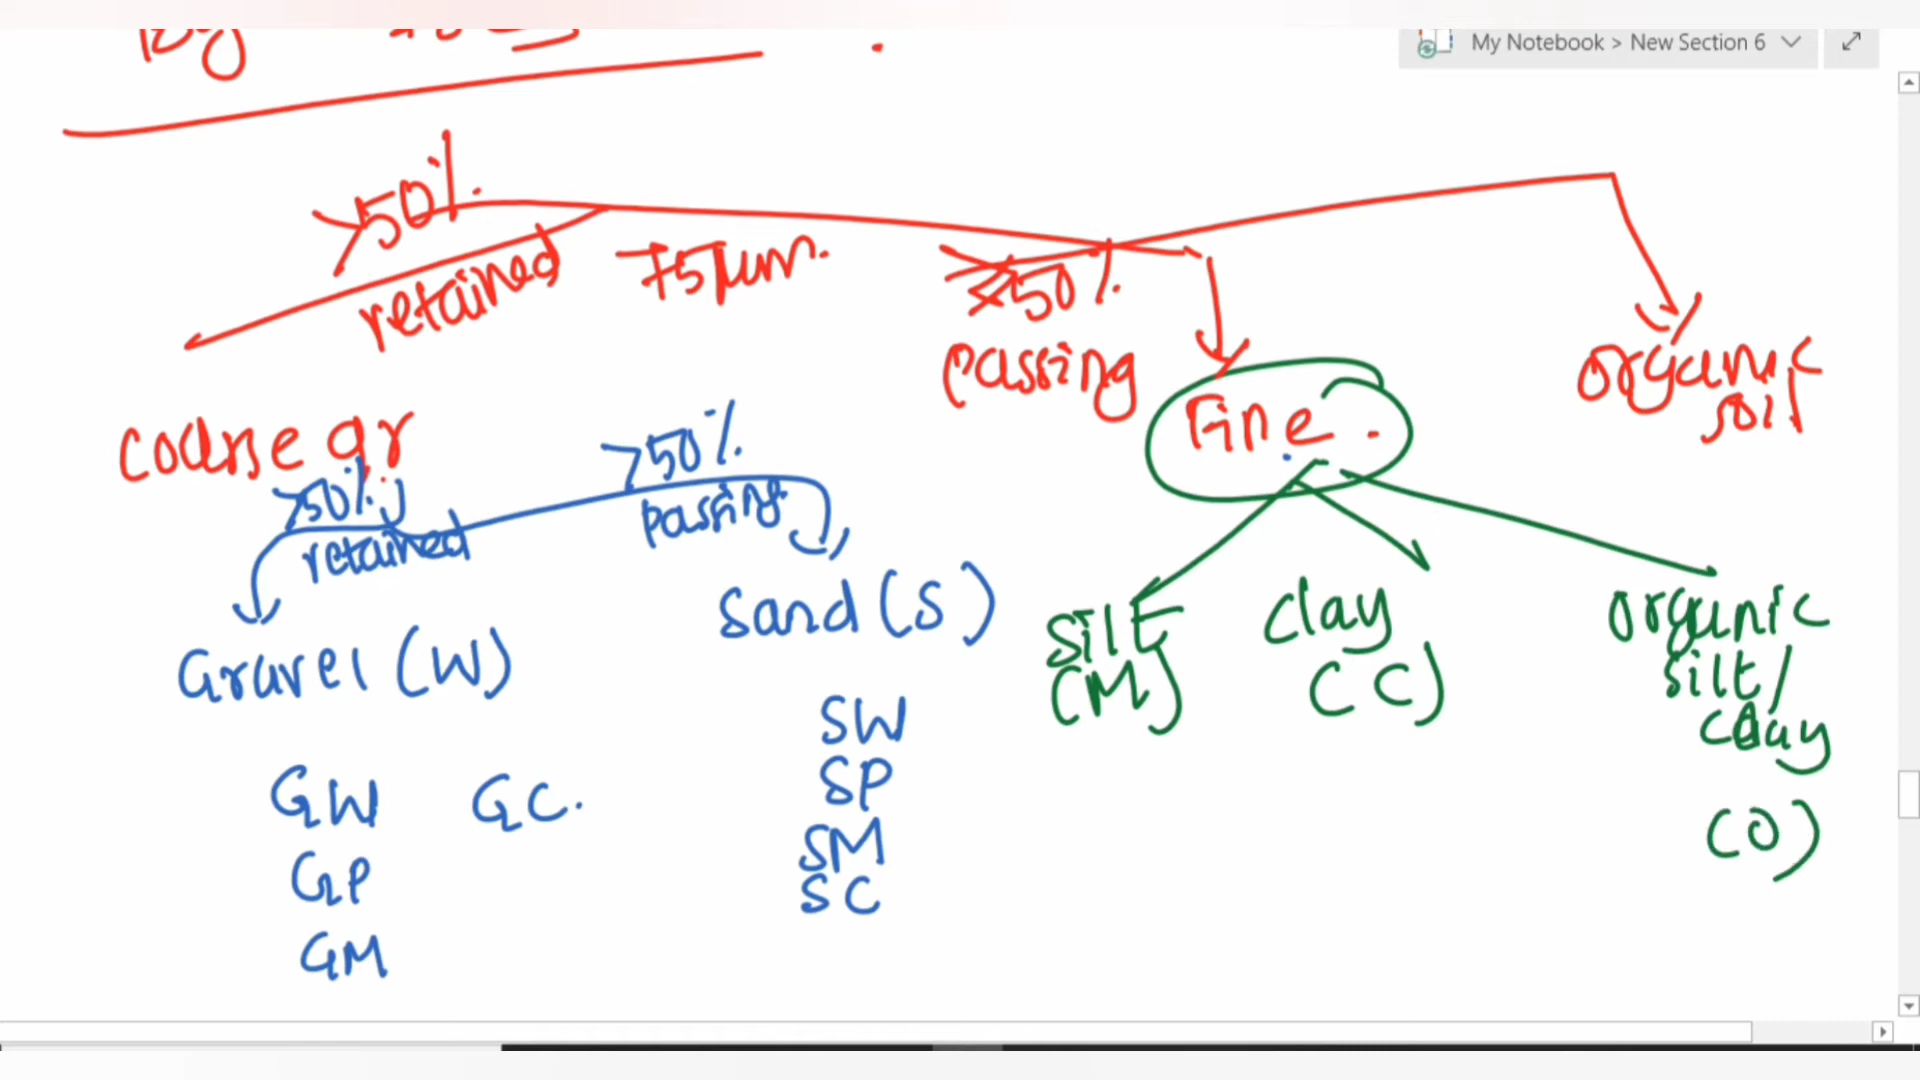 My Notebook > New Section 6
>50%
retained
75μm.
>50%
passing
organic
soil
coarse gr
Fine.
>50%
retained
>50%
passing
Gravel (W)
Sand (S)
Silt
(M)
clay
(C)
organic
silt/
clay
(O)
GW GC.
GP
GM
SW
SP
SM
SC